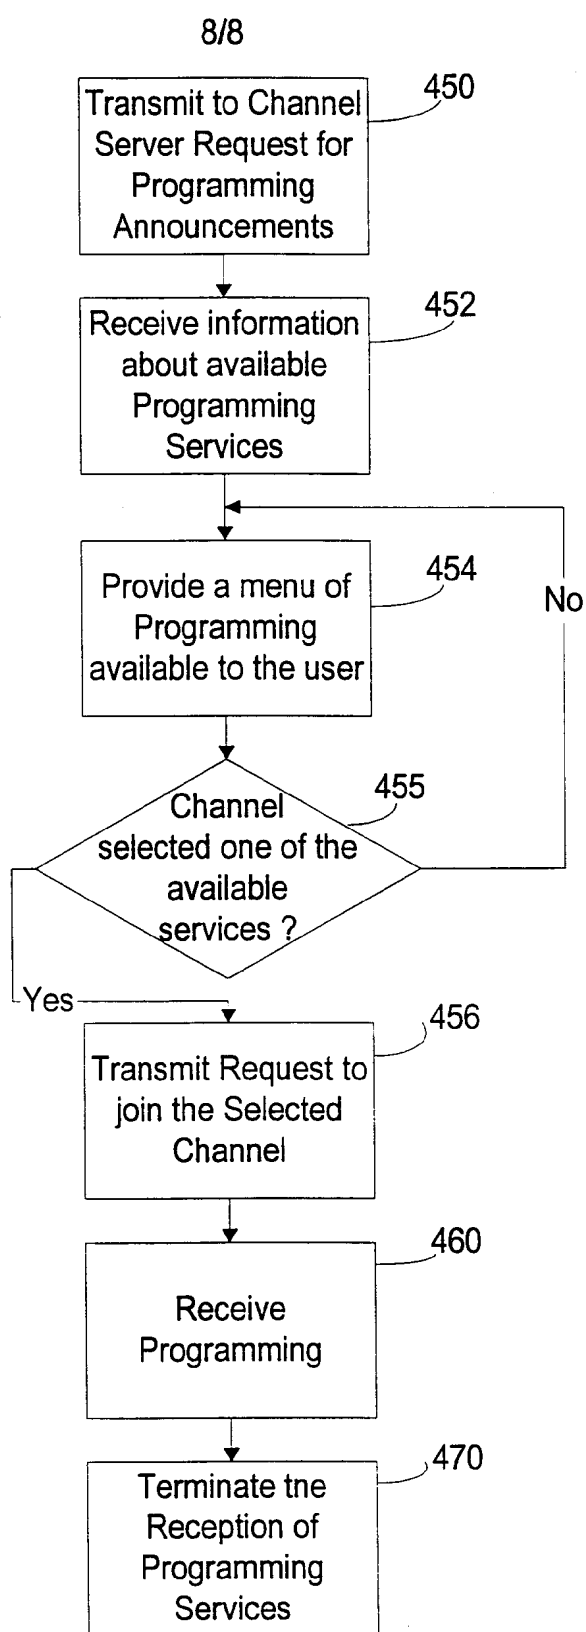 8/8
450
Transmit to Channel
Server Request for
Programming
Announcements
452
Receive information
about available
Programming
Services
454
Provide a menu of
Programming
available to the user
No
455
Channel
selected one of the
available
services ?
Yes
456
Transmit Request to
join the Selected
Channel
460
Receive
Programming
470
Terminate tne
Reception of
Programming
Services